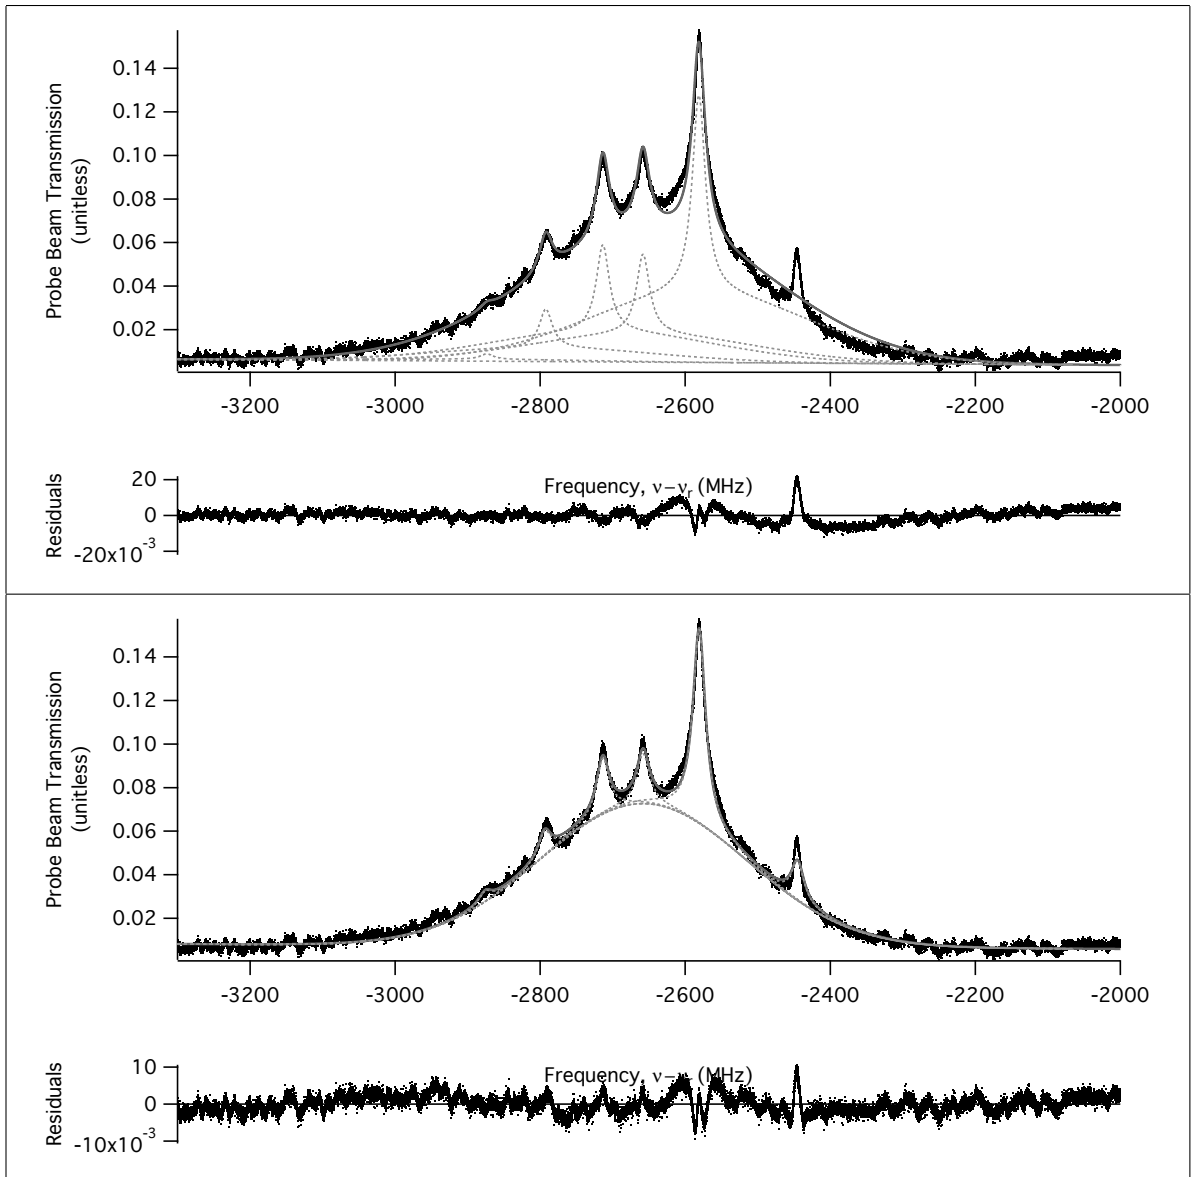 Probe Beam Transmission
(unitless)
0.14
0.12
0.10
0.08
0.06
0.04
0.02
-3200 -3000 -2800 -2600 -2400 -2200 -2000
Frequency, ν−νr (MHz)
Residuals
20
0
-20x10-3
Probe Beam Transmission
(unitless)
0.14
0.12
0.10
0.08
0.06
0.04
0.02
-3200 -3000 -2800 -2600 -2400 -2200 -2000
Frequency, ν− (MHz)
Residuals
10
0
-10x10-3